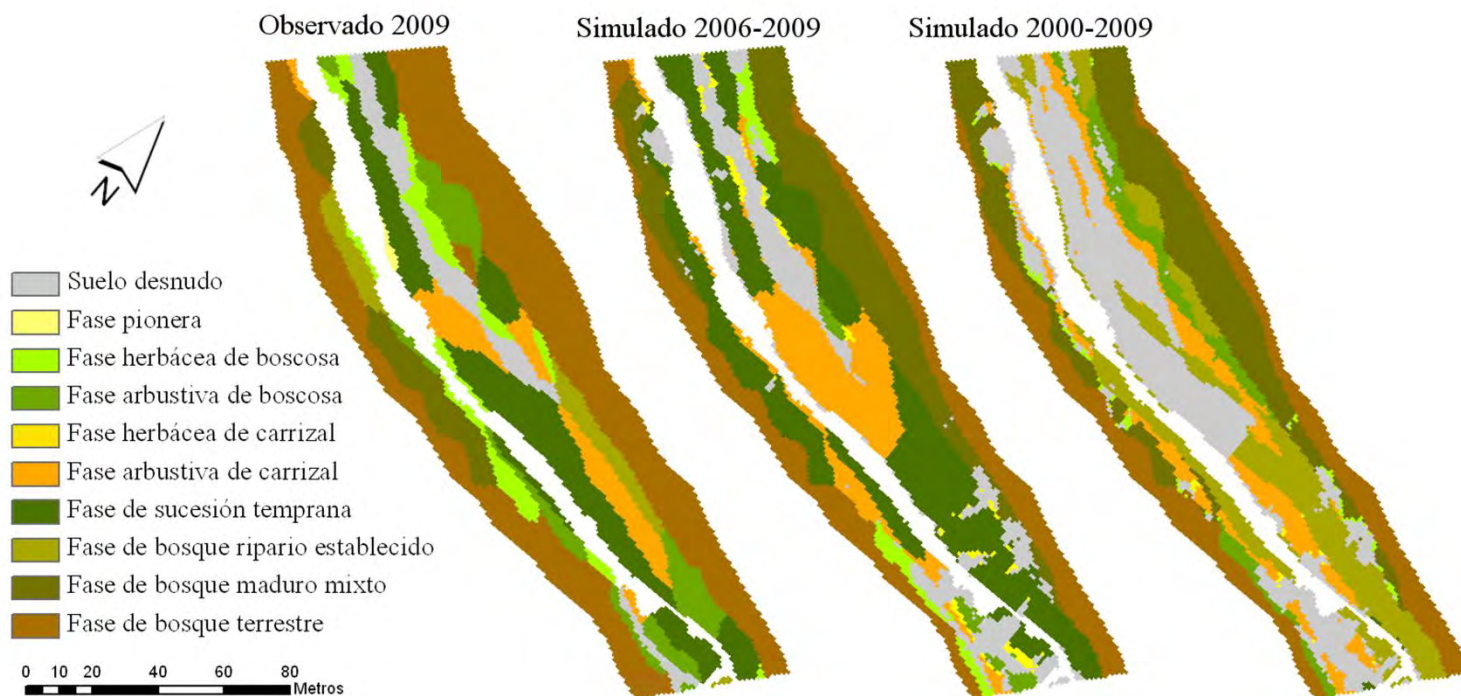 Observado 2009
Simulado 2006-2009
Simulado 2000-2009
N
Suelo desnudo
Fase pionera
Fase herbácea de boscosa
Fase arbustiva de boscosa
Fase herbácea de carrizal
Fase arbustiva de carrizal
Fase de sucesión temprana
Fase de bosque ripario establecido
Fase de bosque maduro mixto
Fase de bosque terrestre
0 10 20 40 60 80
Metros